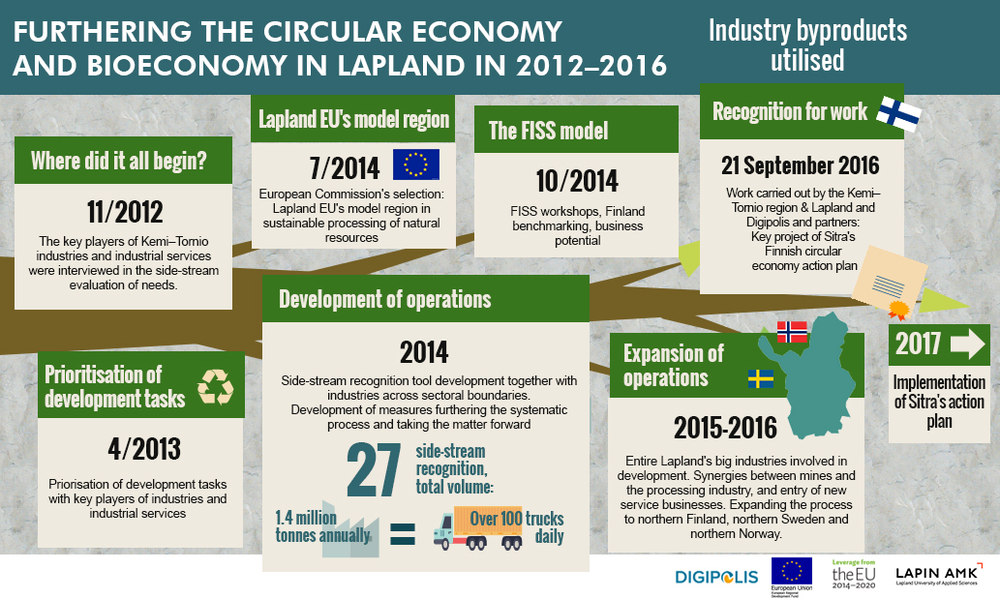 FURTHERING THE CIRCULAR ECONOMY
AND BIOECONOMY IN LAPLAND IN 2012–2016
Industry byproducts
utilised
Where did it all begin?
11/2012
The key players of Kemi–Tornio
industries and industrial services
were interviewed in the side-stream
evaluation of needs.
Lapland EU's model region
7/2014
European Commission's selection:
Lapland EU's model region in
sustainable processing of natural
resources
The FISS model
10/2014
FISS workshops, Finland
benchmarking, business
potential
Recognition for work
21 September 2016
Work carried out by the Kemi–
Tornio region & Lapland and
Digipolis and partners:
Key project of Sitra's
Finnish circular
economy action plan
Prioritisation of
development tasks
4/2013
Priorisation of development tasks
with key players of industries and
industrial services
Development of operations
2014
Side-stream recognition tool development together with
industries across sectoral boundaries.
Development of measures furthering the systematic
process and taking the matter forward
27
side-stream
recognition,
total volume:
1.4 million
tonnes annually
=
Over 100 trucks
daily
Expansion of
operations
2015-2016
Entire Lapland's big industries involved in
development. Synergies between mines and
the processing industry, and entry of new
service businesses. Expanding the process
to northern Finland, northern Sweden and
northern Norway.
2017
Implementation
of Sitra's action
plan
DIGIPOLIS
European Union
European Regional
Development Fund
Leverage from
the EU
2014–2020
LAPIN AMK
Lapland University of Applied Sciences